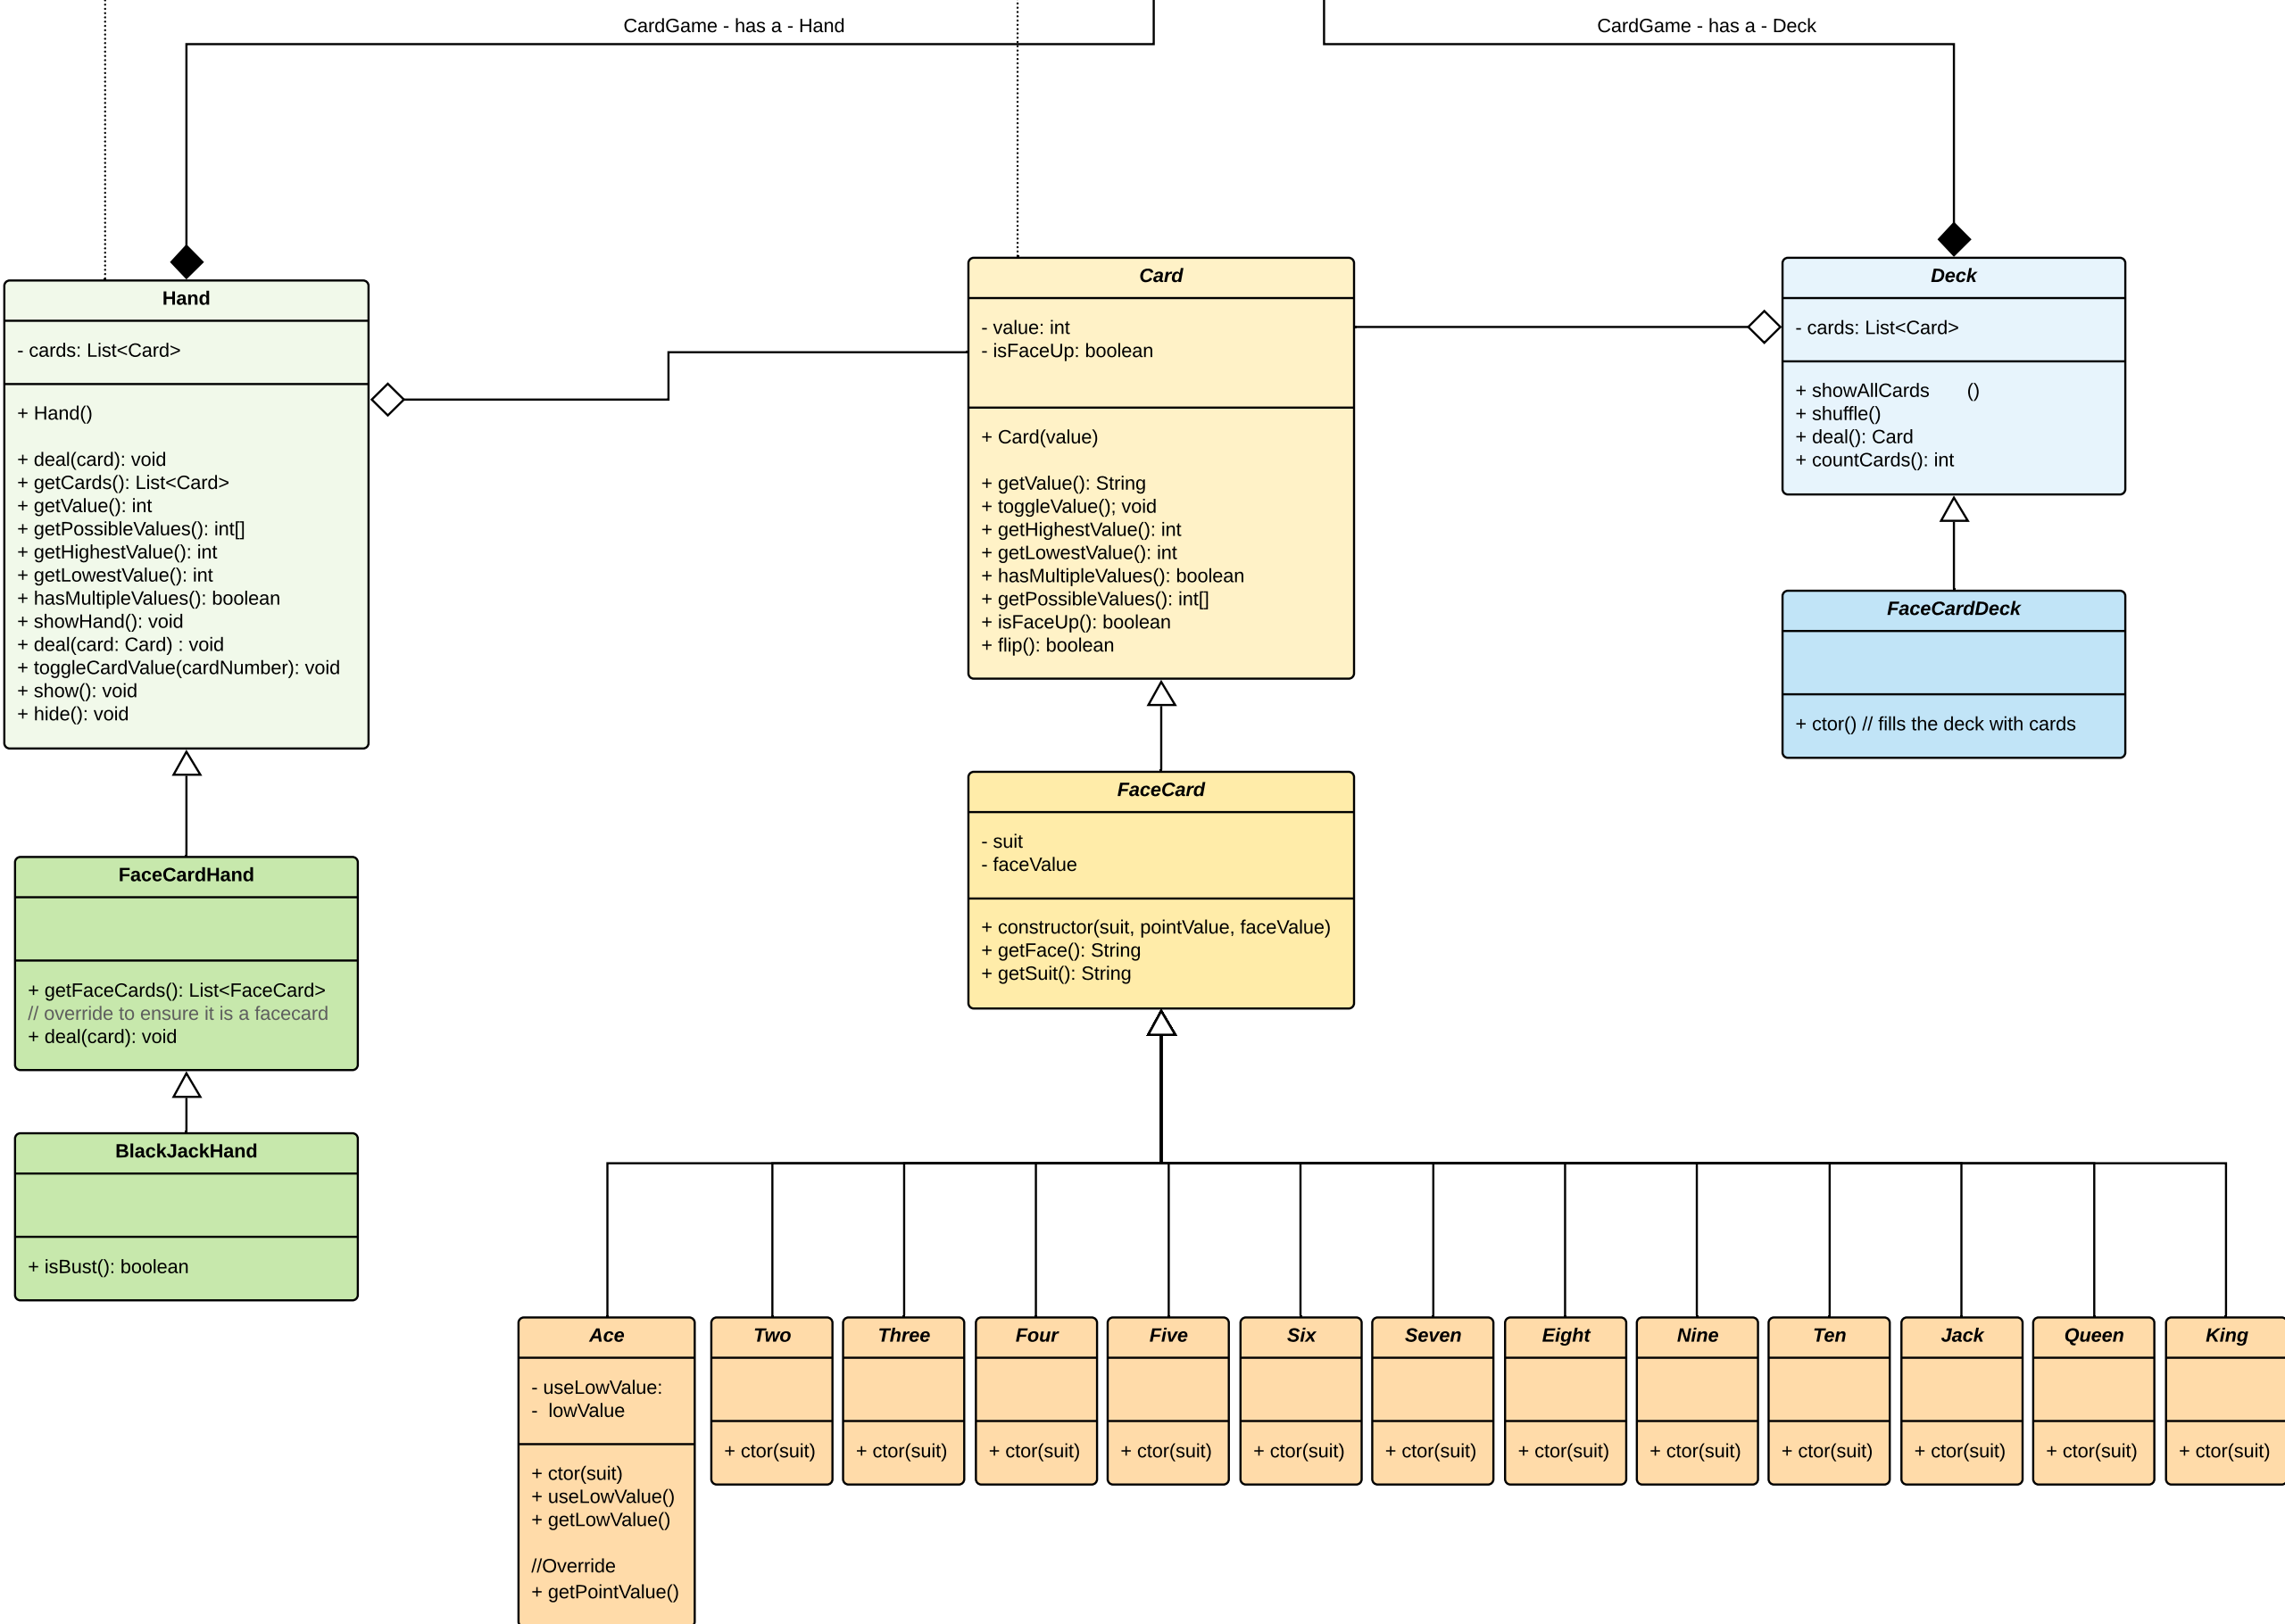 CardGame - has a - Hand
CardGame - has a - Deck
Hand
- cards: List<Card>
+ Hand()
+ deal(card): void
+ getCards(): List<Card>
+ getValue(): int
+ getPossibleValues(): int[]
+ getHighestValue(): int
+ getLowestValue(): int
+ hasMultipleValues(): boolean
+ showHand(): void
+ deal(card: Card) : void
+ toggleCardValue(cardNumber): void
+ show(): void
+ hide(): void
Card
- value: int
- isFaceUp: boolean
+ Card(value)
+ getValue(): String
+ toggleValue(); void
+ getHighestValue(): int
+ getLowestValue(): int
+ hasMultipleValues(): boolean
+ getPossibleValues(): int[]
+ isFaceUp(): boolean
+ flip(): boolean
Deck
- cards: List<Card>
+ showAllCards ()
+ shuffle()
+ deal(): Card
+ countCards(): int
FaceCardDeck
+ ctor() // fills the deck with cards
FaceCard
- suit
- faceValue
+ constructor(suit, pointValue, faceValue)
+ getFace(): String
+ getSuit(): String
FaceCardHand
+ getFaceCards(): List<FaceCard>
// override to ensure it is a facecard
+ deal(card): void
BlackJackHand
+ isBust(): boolean
Ace
- useLowValue:
- lowValue
+ ctor(suit)
+ useLowValue()
+ getLowValue()
//Override
+ getPointValue()
Two
+ ctor(suit)
Three
+ ctor(suit)
Four
+ ctor(suit)
Five
+ ctor(suit)
Six
+ ctor(suit)
Seven
+ ctor(suit)
Eight
+ ctor(suit)
Nine
+ ctor(suit)
Ten
+ ctor(suit)
Jack
+ ctor(suit)
Queen
+ ctor(suit)
King
+ ctor(suit)